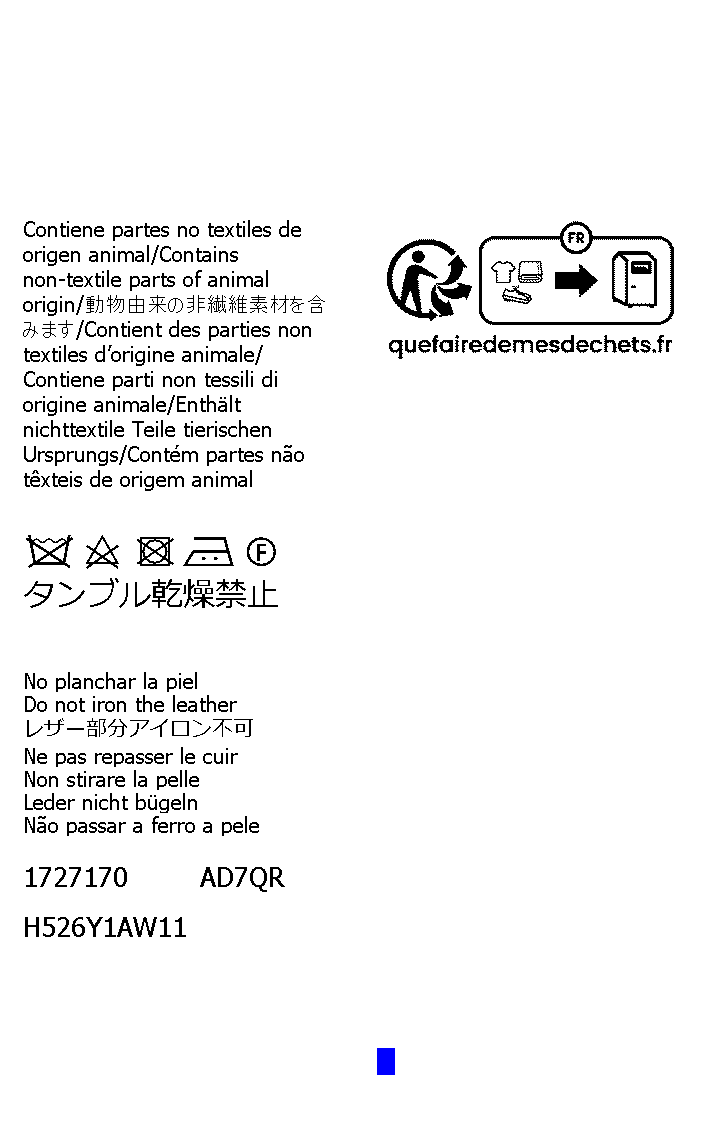 Contiene partes no textiles de
origen animal/Contains
non-textile parts of animal
origin/動物由来の非繊維素材を含
みます/Contient des parties non
textiles d’origine animale/
Contiene parti non tessili di
origine animale/Enthält
nichttextile Teile tierischen
Ursprungs/Contém partes não
têxteis de origem animal
F
タンブル乾燥禁止
No planchar la piel
Do not iron the leather
レザー部分アイロン不可
Ne pas repasser le cuir
Non stirare la pelle
Leder nicht bügeln
Não passar a ferro a pele
1727170 AD7QR
H526Y1AW11
FR
quefairedemesdechets.fr